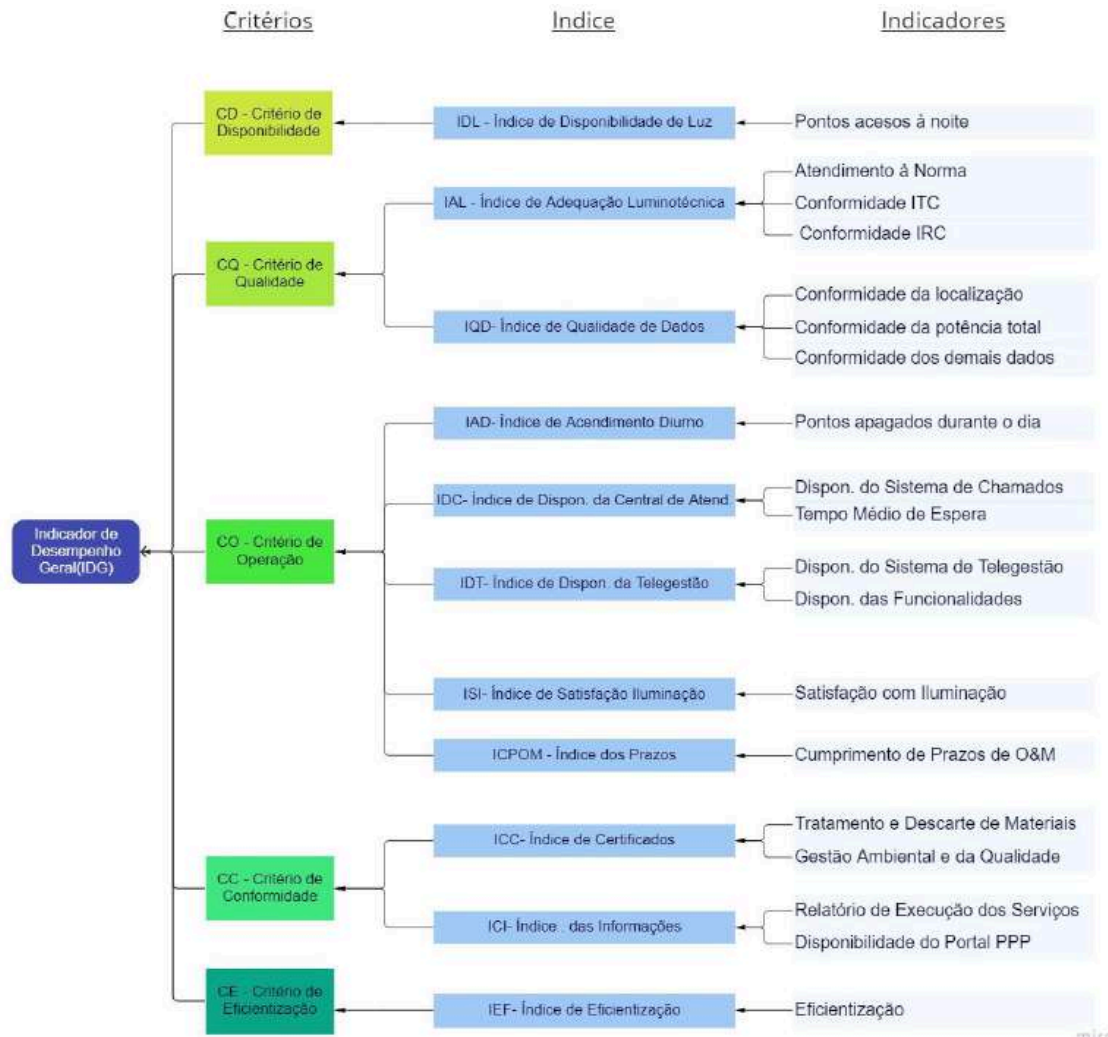 Critérios
Indice
Indicadores
CD - Critério de
Disponibilidade
IDL - Índice de Disponibilidade de Luz
Pontos acesos à noite
IAL - Índice de Adequação Luminotécnica
Atendimento à Norma
Conformidade ITC
Conformidade IRC
CQ - Critério de
Qualidade
IQD- Índice de Qualidade de Dados
Conformidade da localização
Conformidade da potência total
Conformidade dos demais dados
IAD- Índice de Acendimento Diurno
Pontos apagados durante o dia
IDC- Índice de Dispon. da Central de Atend.
Dispon. do Sistema de Chamados
Tempo Médio de Espera
Indicador de
Desempenho
Geral(IDG)
CO - Critério de
Operação
IDT- Índice de Dispon. da Telegestão
Dispon. do Sistema de Telegestão
Dispon. das Funcionalidades
ISI- Índice de Satisfação Iluminação
Satisfação com Iluminação
ICPOM - Índice dos Prazos
Cumprimento de Prazos de O&M
ICC- Índice de Certificados
Tratamento e Descarte de Materiais
Gestão Ambiental e da Qualidade
CC - Critério de
Conformidade
ICI- Índice . das Informações
Relatório de Execução dos Serviços
Disponibilidade do Portal PPP
CE - Critério de
Eficientização
IEF- Índice de Eficientização
Eficientização